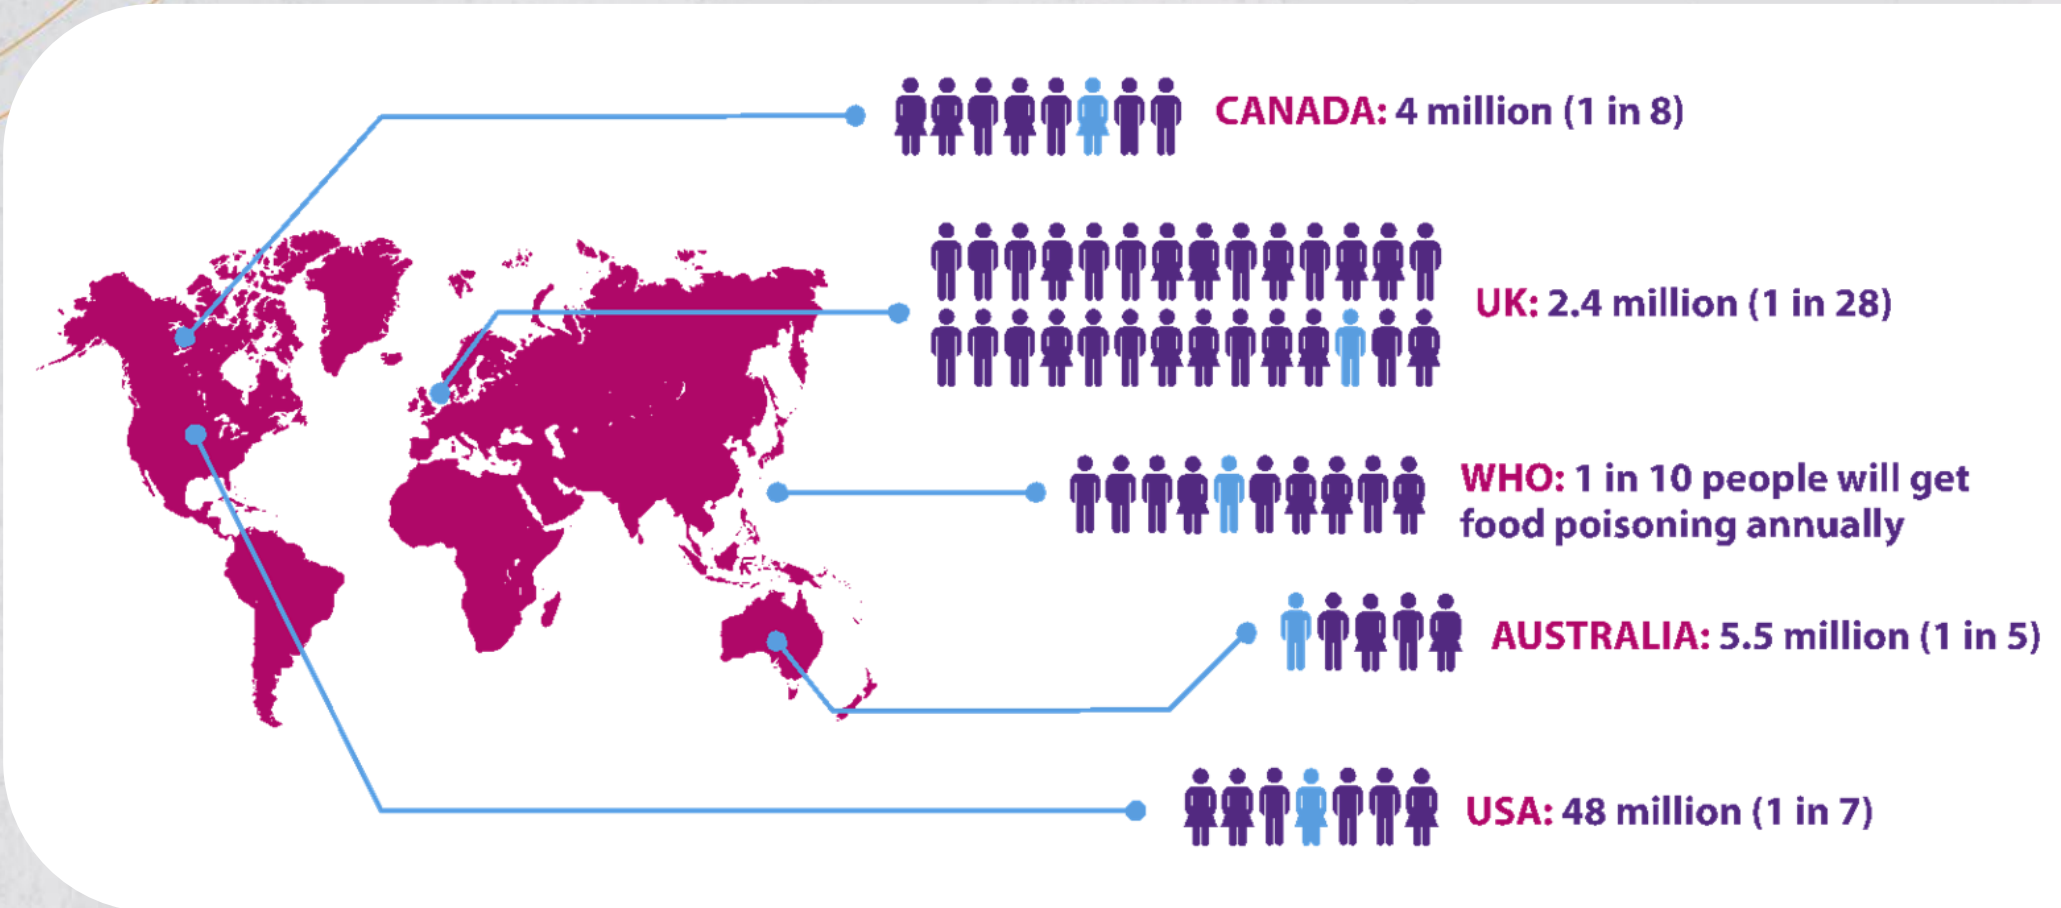 CANADA: 4 million (1 in 8)
UK: 2.4 million (1 in 28)
WHO: 1 in 10 people will get
food poisoning annually
AUSTRALIA: 5.5 million (1 in 5)
USA: 48 million (1 in 7)